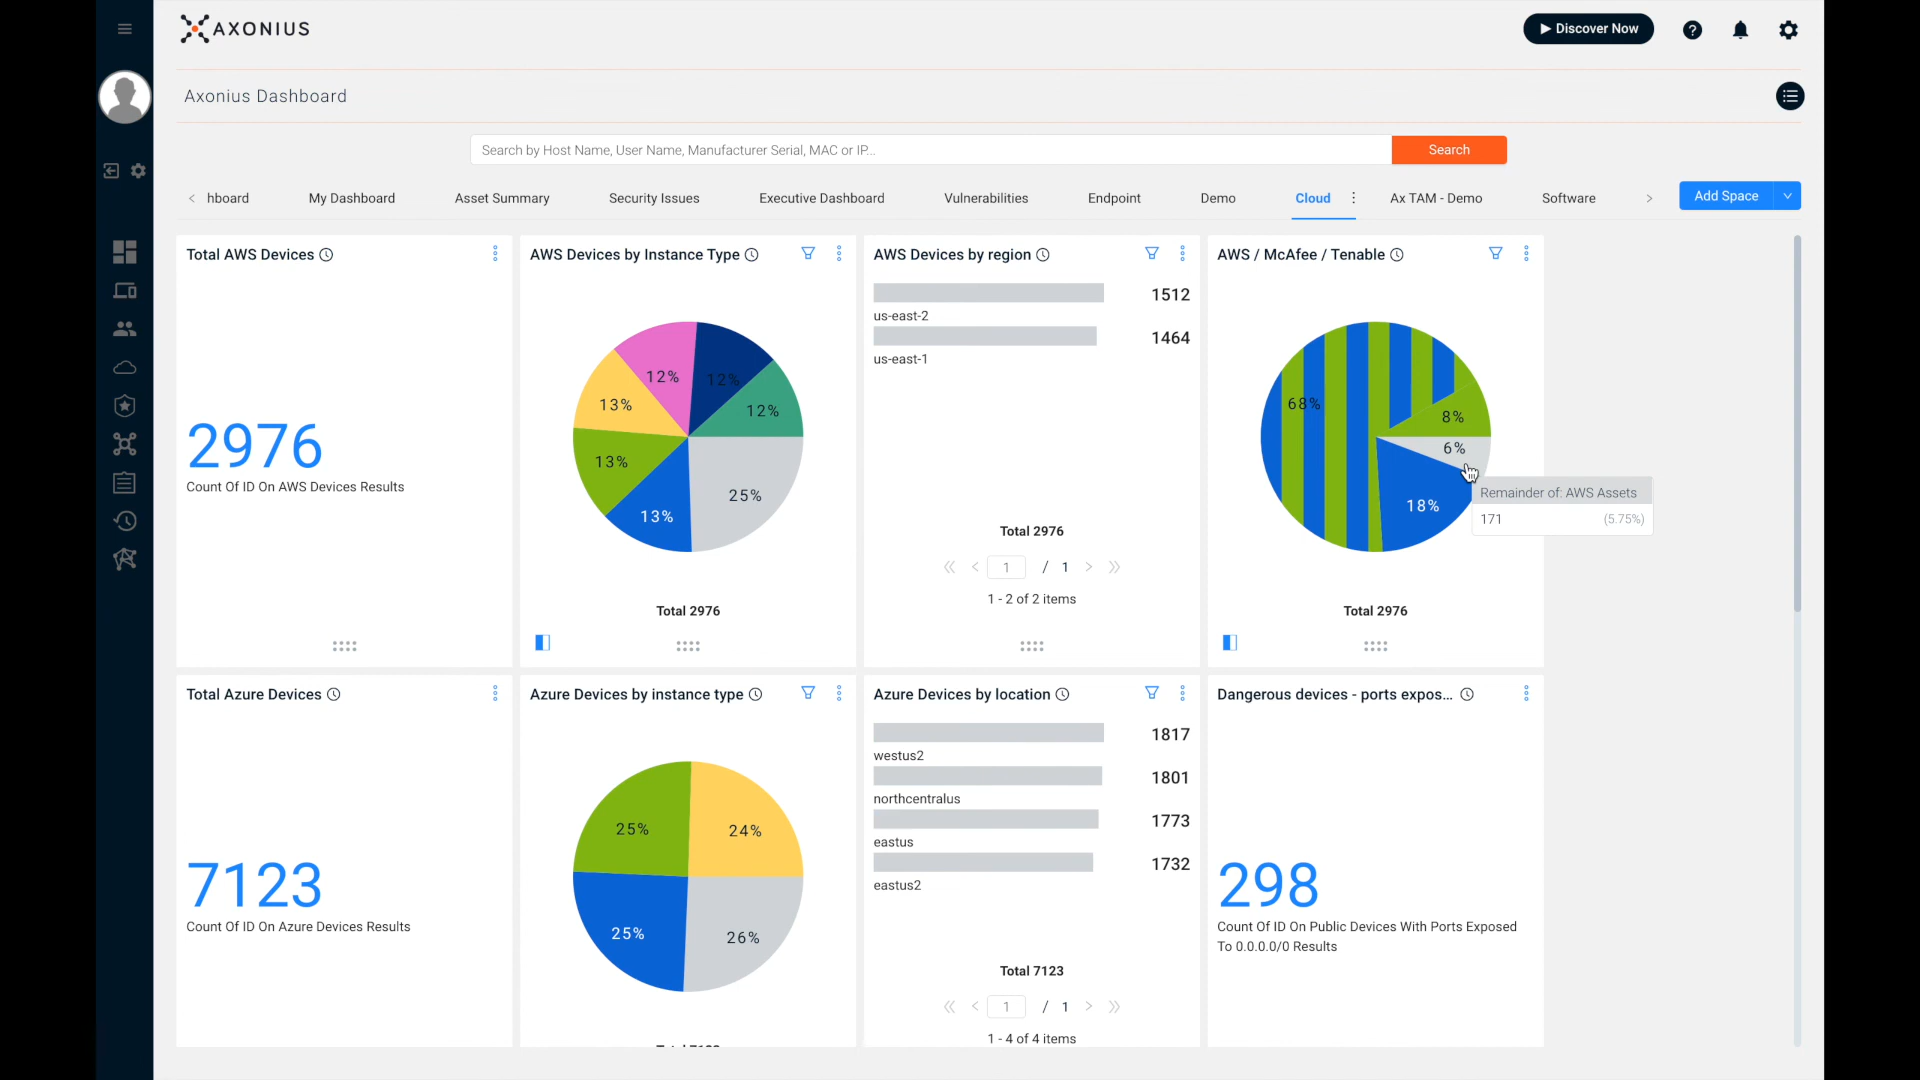 AXONIUS
Discover Now
Axonius Dashboard
Search by Host Name, User Name, Manufacturer Serial, MAC or IP...
Search
hboard
My Dashboard
Asset Summary
Security Issues
Executive Dashboard
Vulnerabilities
Endpoint
Demo
Cloud
Ax TAM - Demo
Software
Add Space
Total AWS Devices
2976
Count Of ID On AWS Devices Results
AWS Devices by Instance Type
12%
12%
12%
13%
13%
13%
25%
Total 2976
AWS Devices by region
1512
us-east-2
1464
us-east-1
Total 2976
1 / 1
1 - 2 of 2 items
AWS / McAfee / Tenable
68%
8%
6%
18%
Remainder of: AWS Assets
171 (5.75%)
Total 2976
Total Azure Devices
7123
Count Of ID On Azure Devices Results
Azure Devices by instance type
25%
24%
25%
26%
Azure Devices by location
1817
westus2
1801
northcentralus
1773
eastus
1732
eastus2
Total 7123
1 / 1
1 - 4 of 4 items
Dangerous devices - ports expos...
298
Count Of ID On Public Devices With Ports Exposed
To 0.0.0.0/0 Results